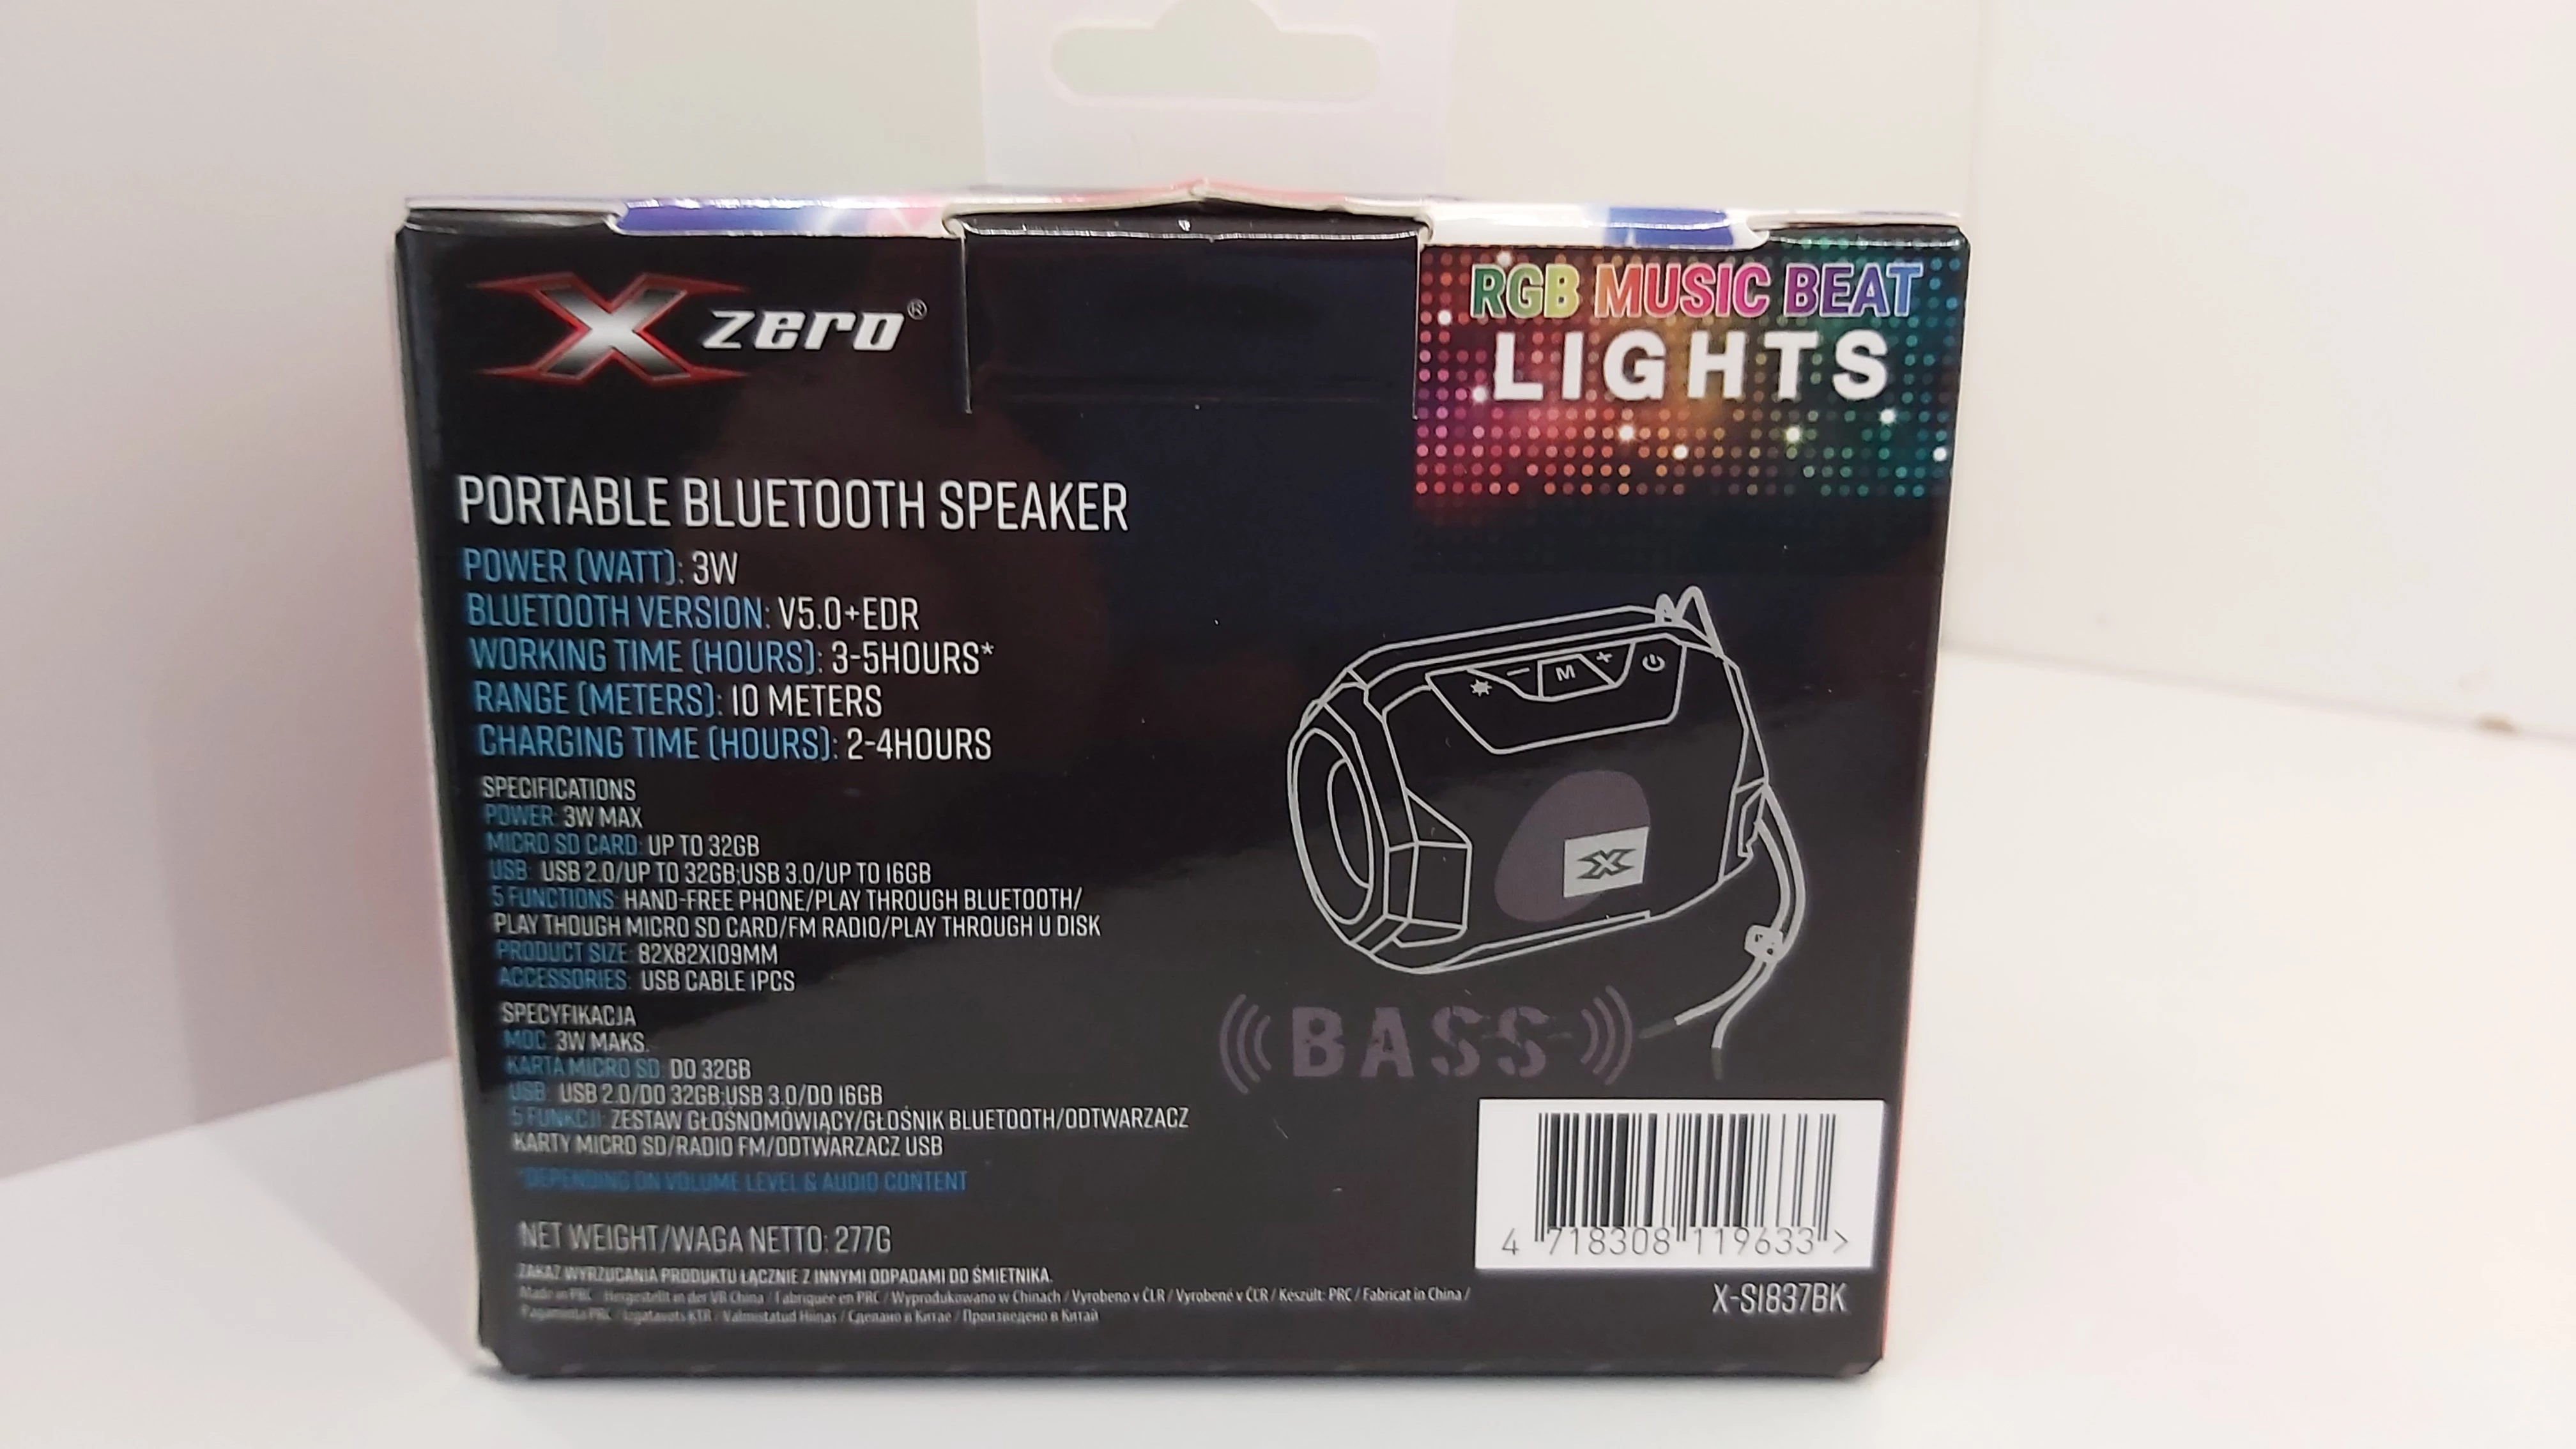 X zero®
RGB MUSIC BEAT
LIGHTS
PORTABLE BLUETOOTH SPEAKER
POWER (WATT): 3W
BLUETOOTH VERSION: V5.0+EDR
WORKING TIME (HOURS): 3-5HOURS*
RANGE (METERS): 10 METERS
CHARGING TIME (HOURS): 2-4HOURS
SPECIFICATIONS
POWER: 3W MAX
MICRO SD CARD: UP TO 32GB
USB: USB 2.0/UP TO 32GB;USB 3.0/UP TO 16GB
5 FUNCTIONS: HAND-FREE PHONE/PLAY THROUGH BLUETOOTH/
PLAY THOUGH MICRO SD CARD/FM RADIO/PLAY THROUGH U DISK
PRODUCT SIZE: 82X82X109MM
ACCESSORIES: USB CABLE 1PCS
SPECYFIKACJA
MOC: 3W MAKS.
KARTA MICRO SD: DO 32GB
USB: USB 2.0/DO 32GB;USB 3.0/DO 16GB
5 FUNKCJI: ZESTAW GŁOŚNOMÓWIĄCY/GŁOŚNIK BLUETOOTH/ODTWARZACZ
KARTY MICRO SD/RADIO FM/ODTWARZACZ USB
*DEPENDING ON VOLUME LEVEL & AUDIO CONTENT
NET WEIGHT/WAGA NETTO: 277G
ZAKAZ WYRZUCANIA PRODUKTU ŁĄCZNIE Z INNYMI ODPADAMI DO ŚMIETNIKA.
Made in PRC / Hergestellt in der VR China / Fabriquée en PRC / Wyprodukowano w Chinach / Vyrobeno v ČLR / Vyrobené v ČĽR / Készült: PRC / Fabricat in China /
Pagaminta PRC / Izgatavots KTR / Valmistatud Hiinas / Сделано в Китае / Произведено в Китай
M
X
BASS
4 718308 119633 >
X-S1837BK